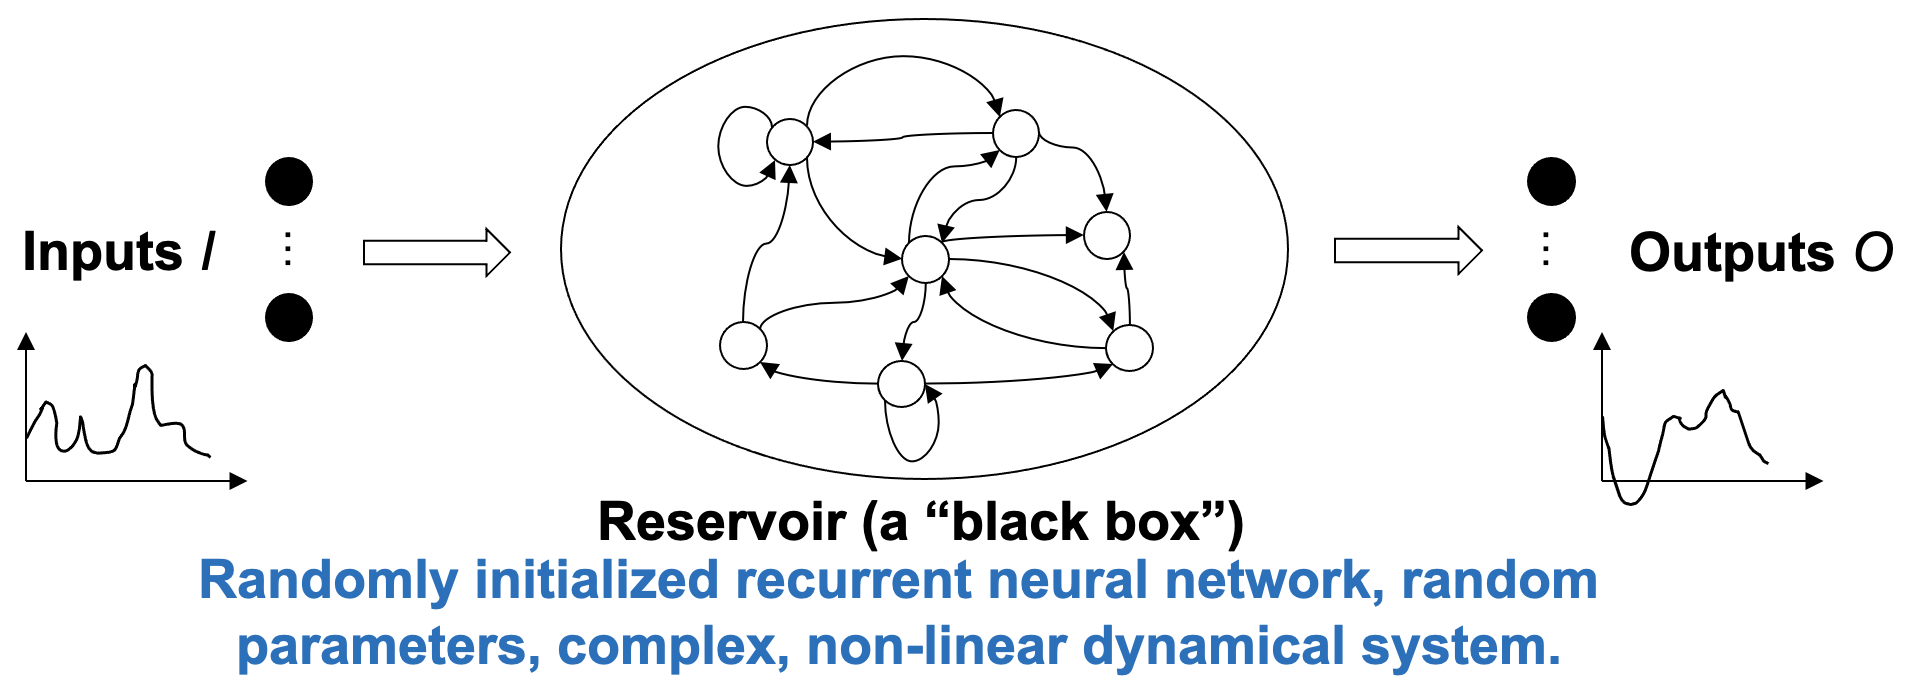 Inputs I
⋮
⋮
Outputs O
Reservoir (a “black box”)
Randomly initialized recurrent neural network, random
parameters, complex, non-linear dynamical system.